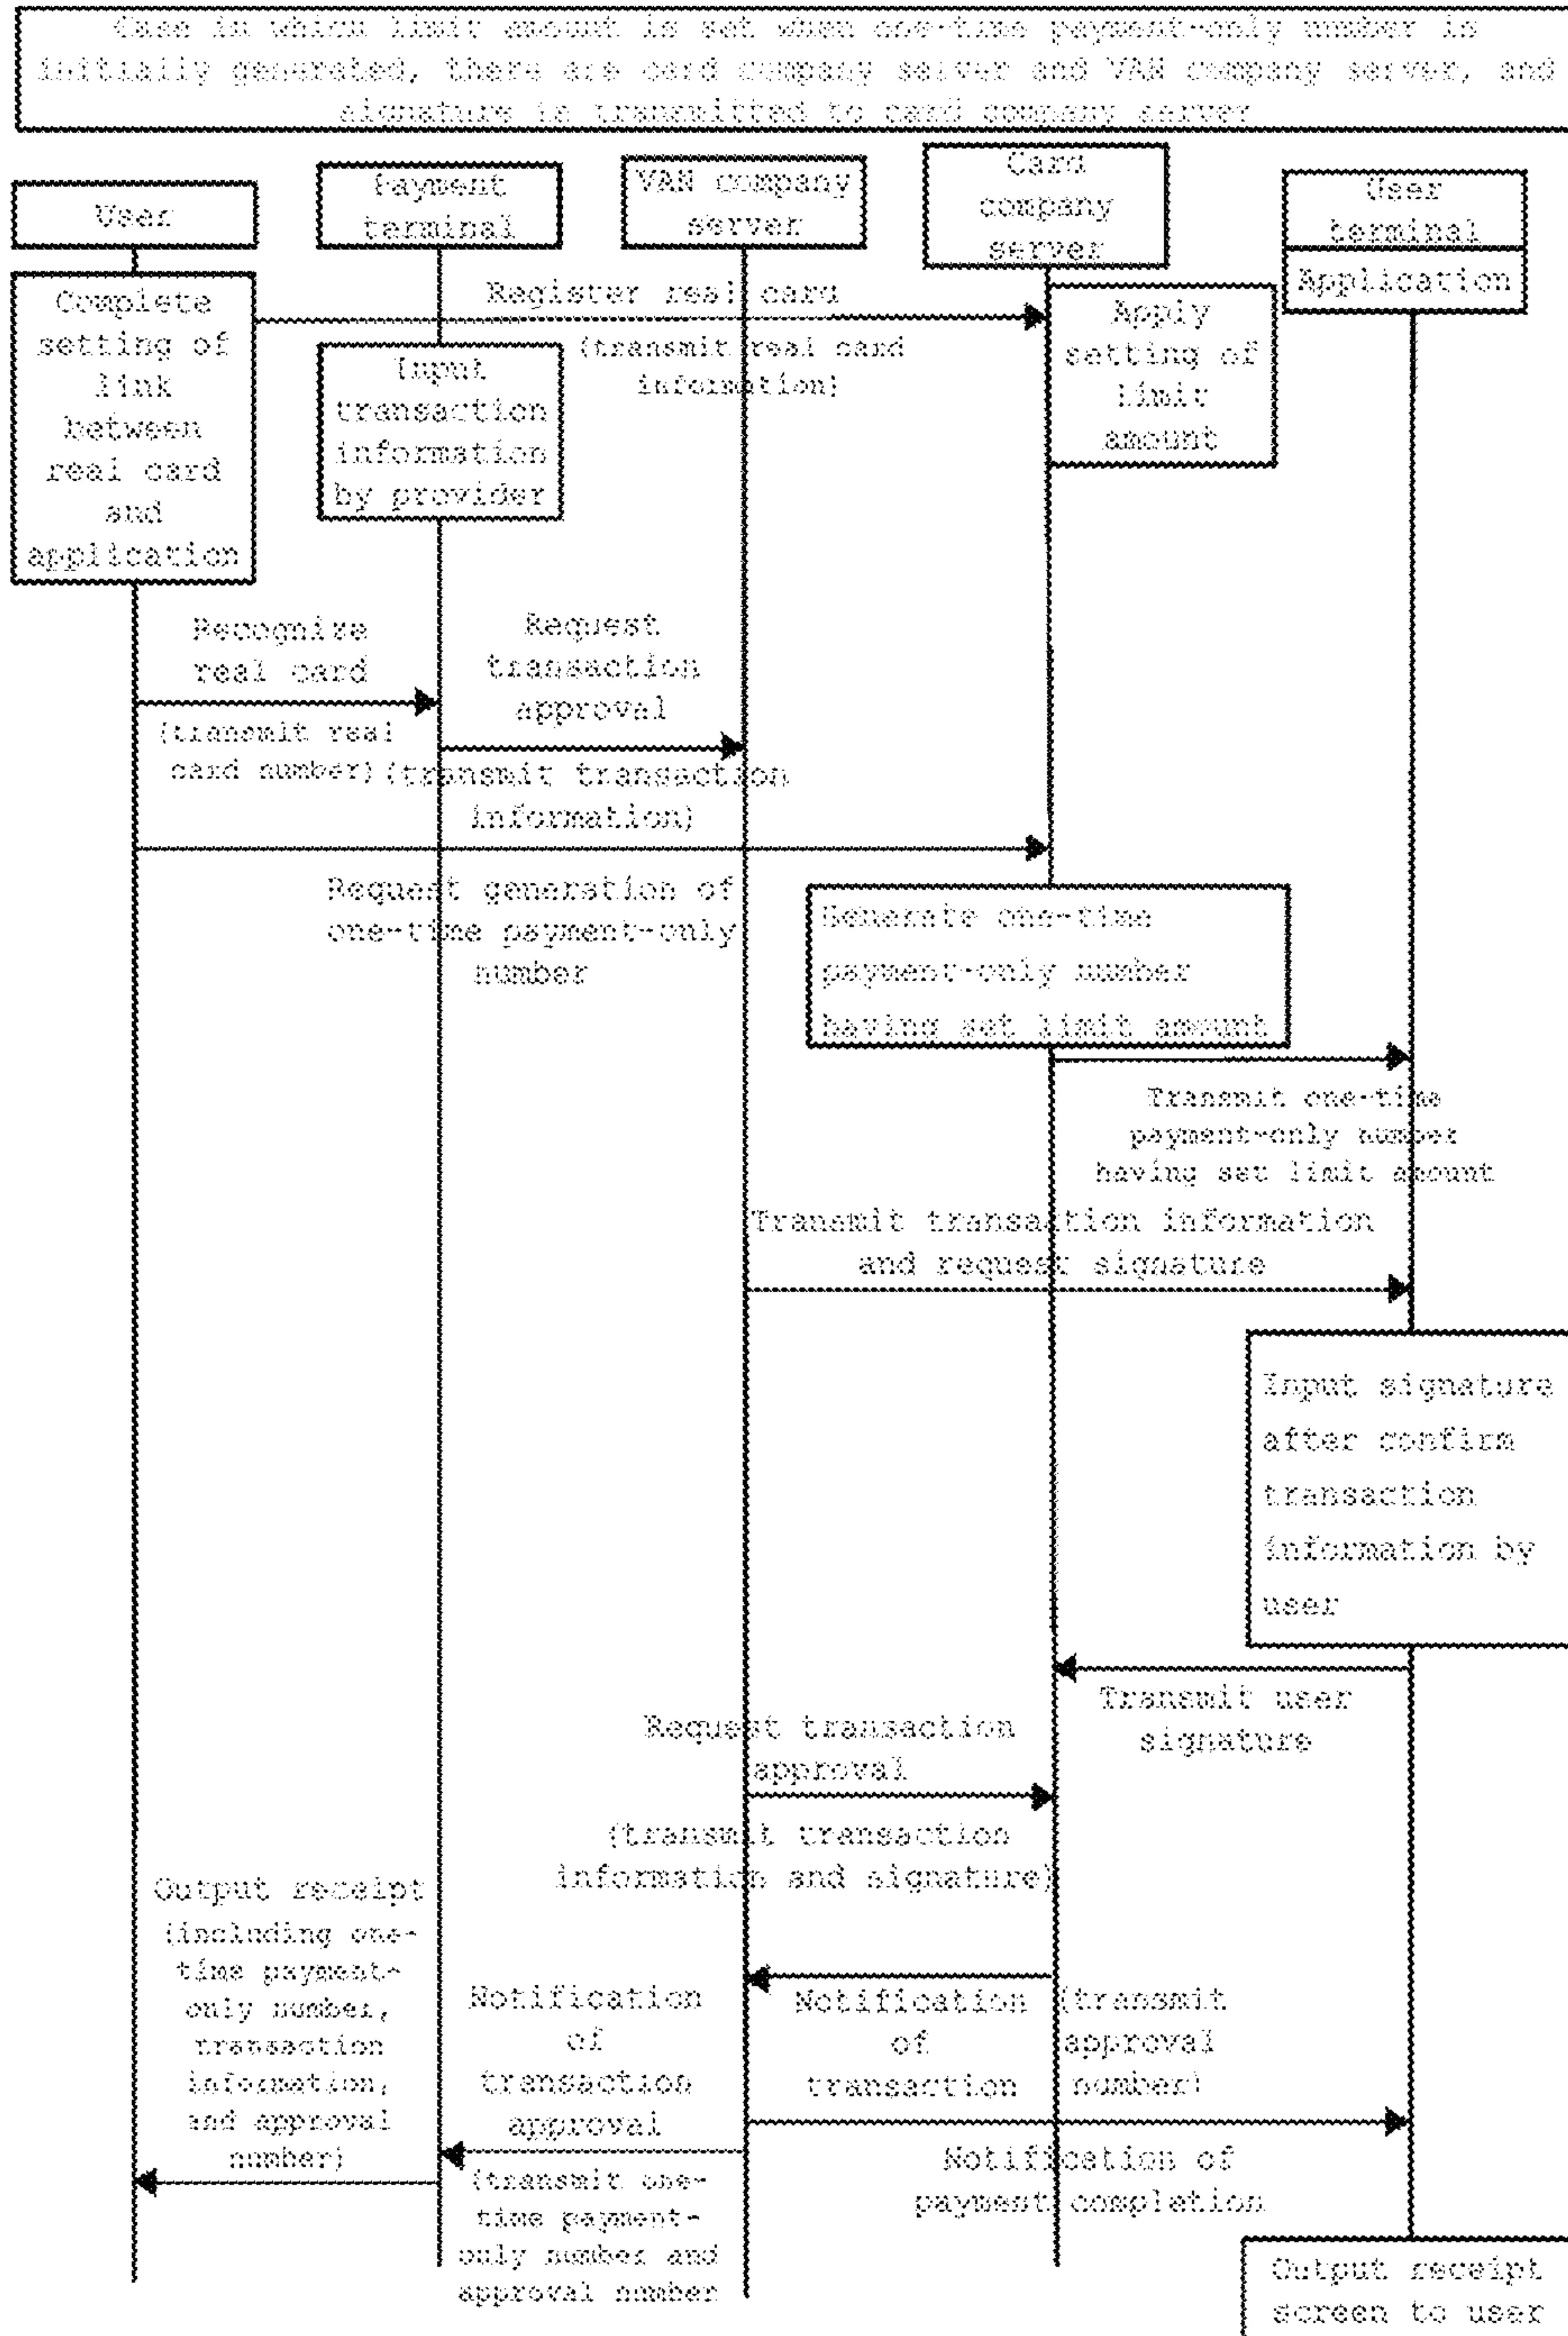 Case in which limit amount is set when one-time payment-only number is
initially generated, there are card company server and VAN company server, and
signature is transmitted to card company server
User
Payment
terminal
VAN company
server
Card
company
server
User
terminal
Application
Complete
setting of
link
between
real card
and
application
Register real card
(transmit real card
information)
Input
transaction
information
by provider
Apply
setting of
limit
amount
Recognize
real card
(transmit real
card number)
Request
transaction
approval
(transmit transaction
information)
Request generation of
one-time payment-only
number
Generate one-time
payment-only number
having set limit amount
Transmit one-time
payment-only number
having set limit amount
Transmit transaction information
and request signature
Input signature
after confirm
transaction
information by
user
Transmit user
signature
Request transaction
approval
(transmit transaction
information and signature)
Output receipt
(including one-
time payment-
only number,
transaction
information,
and approval
number)
Notification
of
transaction
approval
(transmit one-
time payment-
only number and
approval number
Notification
of
transaction
(transmit
approval
number)
Notification of
payment completion
Output receipt
screen to user